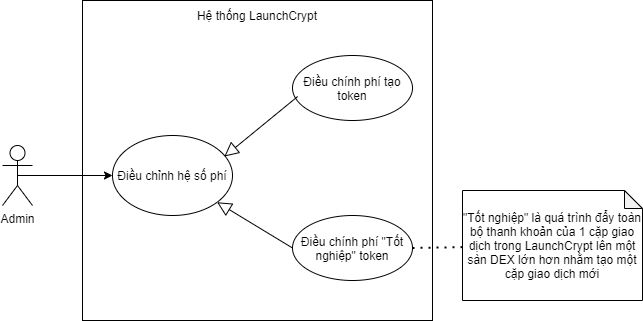 Hệ thống LaunchCrypt
Điều chính phí tạo
token
Điều chỉnh hệ số phí
Admin
Điều chính phí "Tốt
nghiệp" token
"Tốt nghiệp" là quá trình đẩy toàn
bộ thanh khoản của 1 cặp giao
dịch trong LaunchCrypt lên một
sàn DEX lớn hơn nhằm tạo một
cặp giao dịch mới